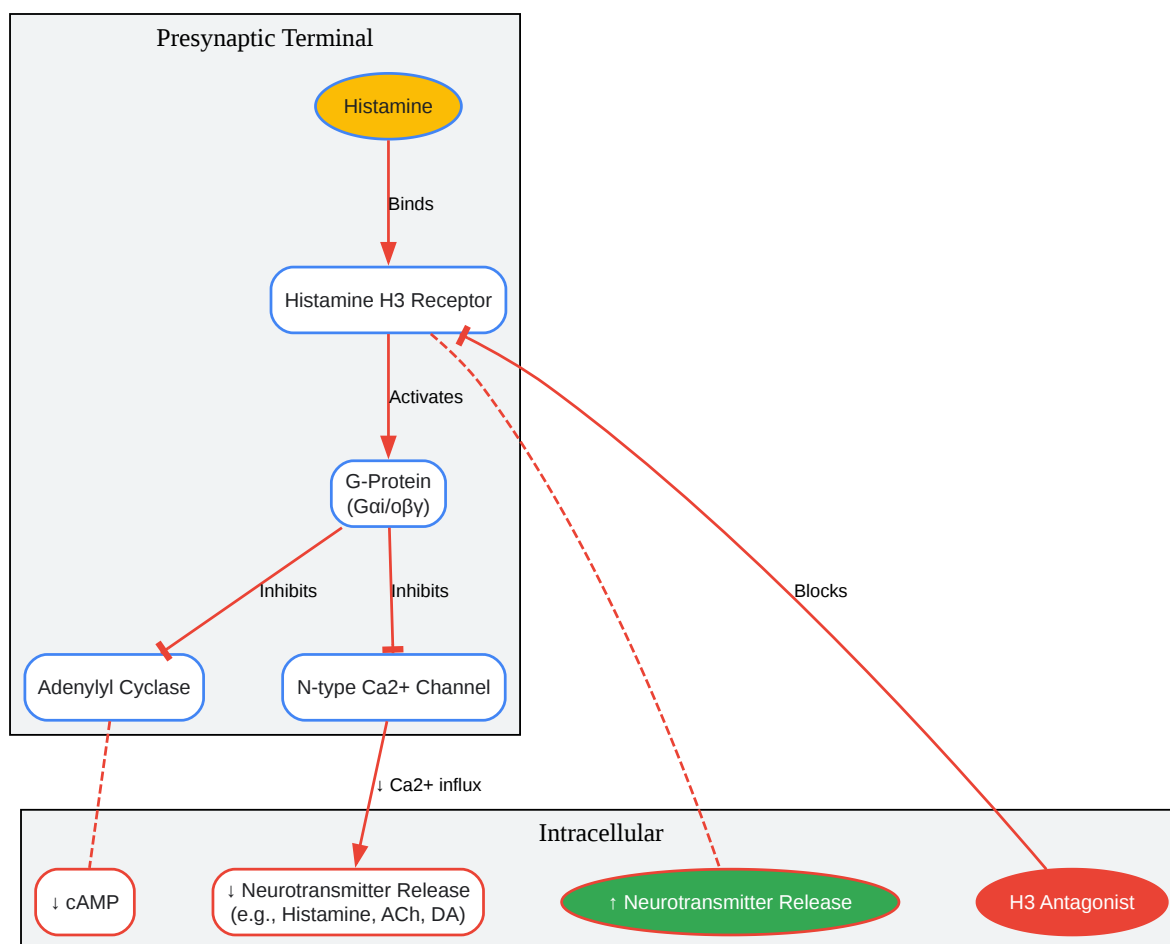 Presynaptic Terminal
Histamine
Binds
Histamine H3 Receptor
Activates
G-Protein
(Gαi/oβγ)
Inhibits
Inhibits
Blocks
Adenylyl Cyclase
N-type Ca2+ Channel
↓ Ca2+ influx
Intracellular
↓ cAMP
↓ Neurotransmitter Release
(e.g., Histamine, ACh, DA)
↑ Neurotransmitter Release
H3 Antagonist